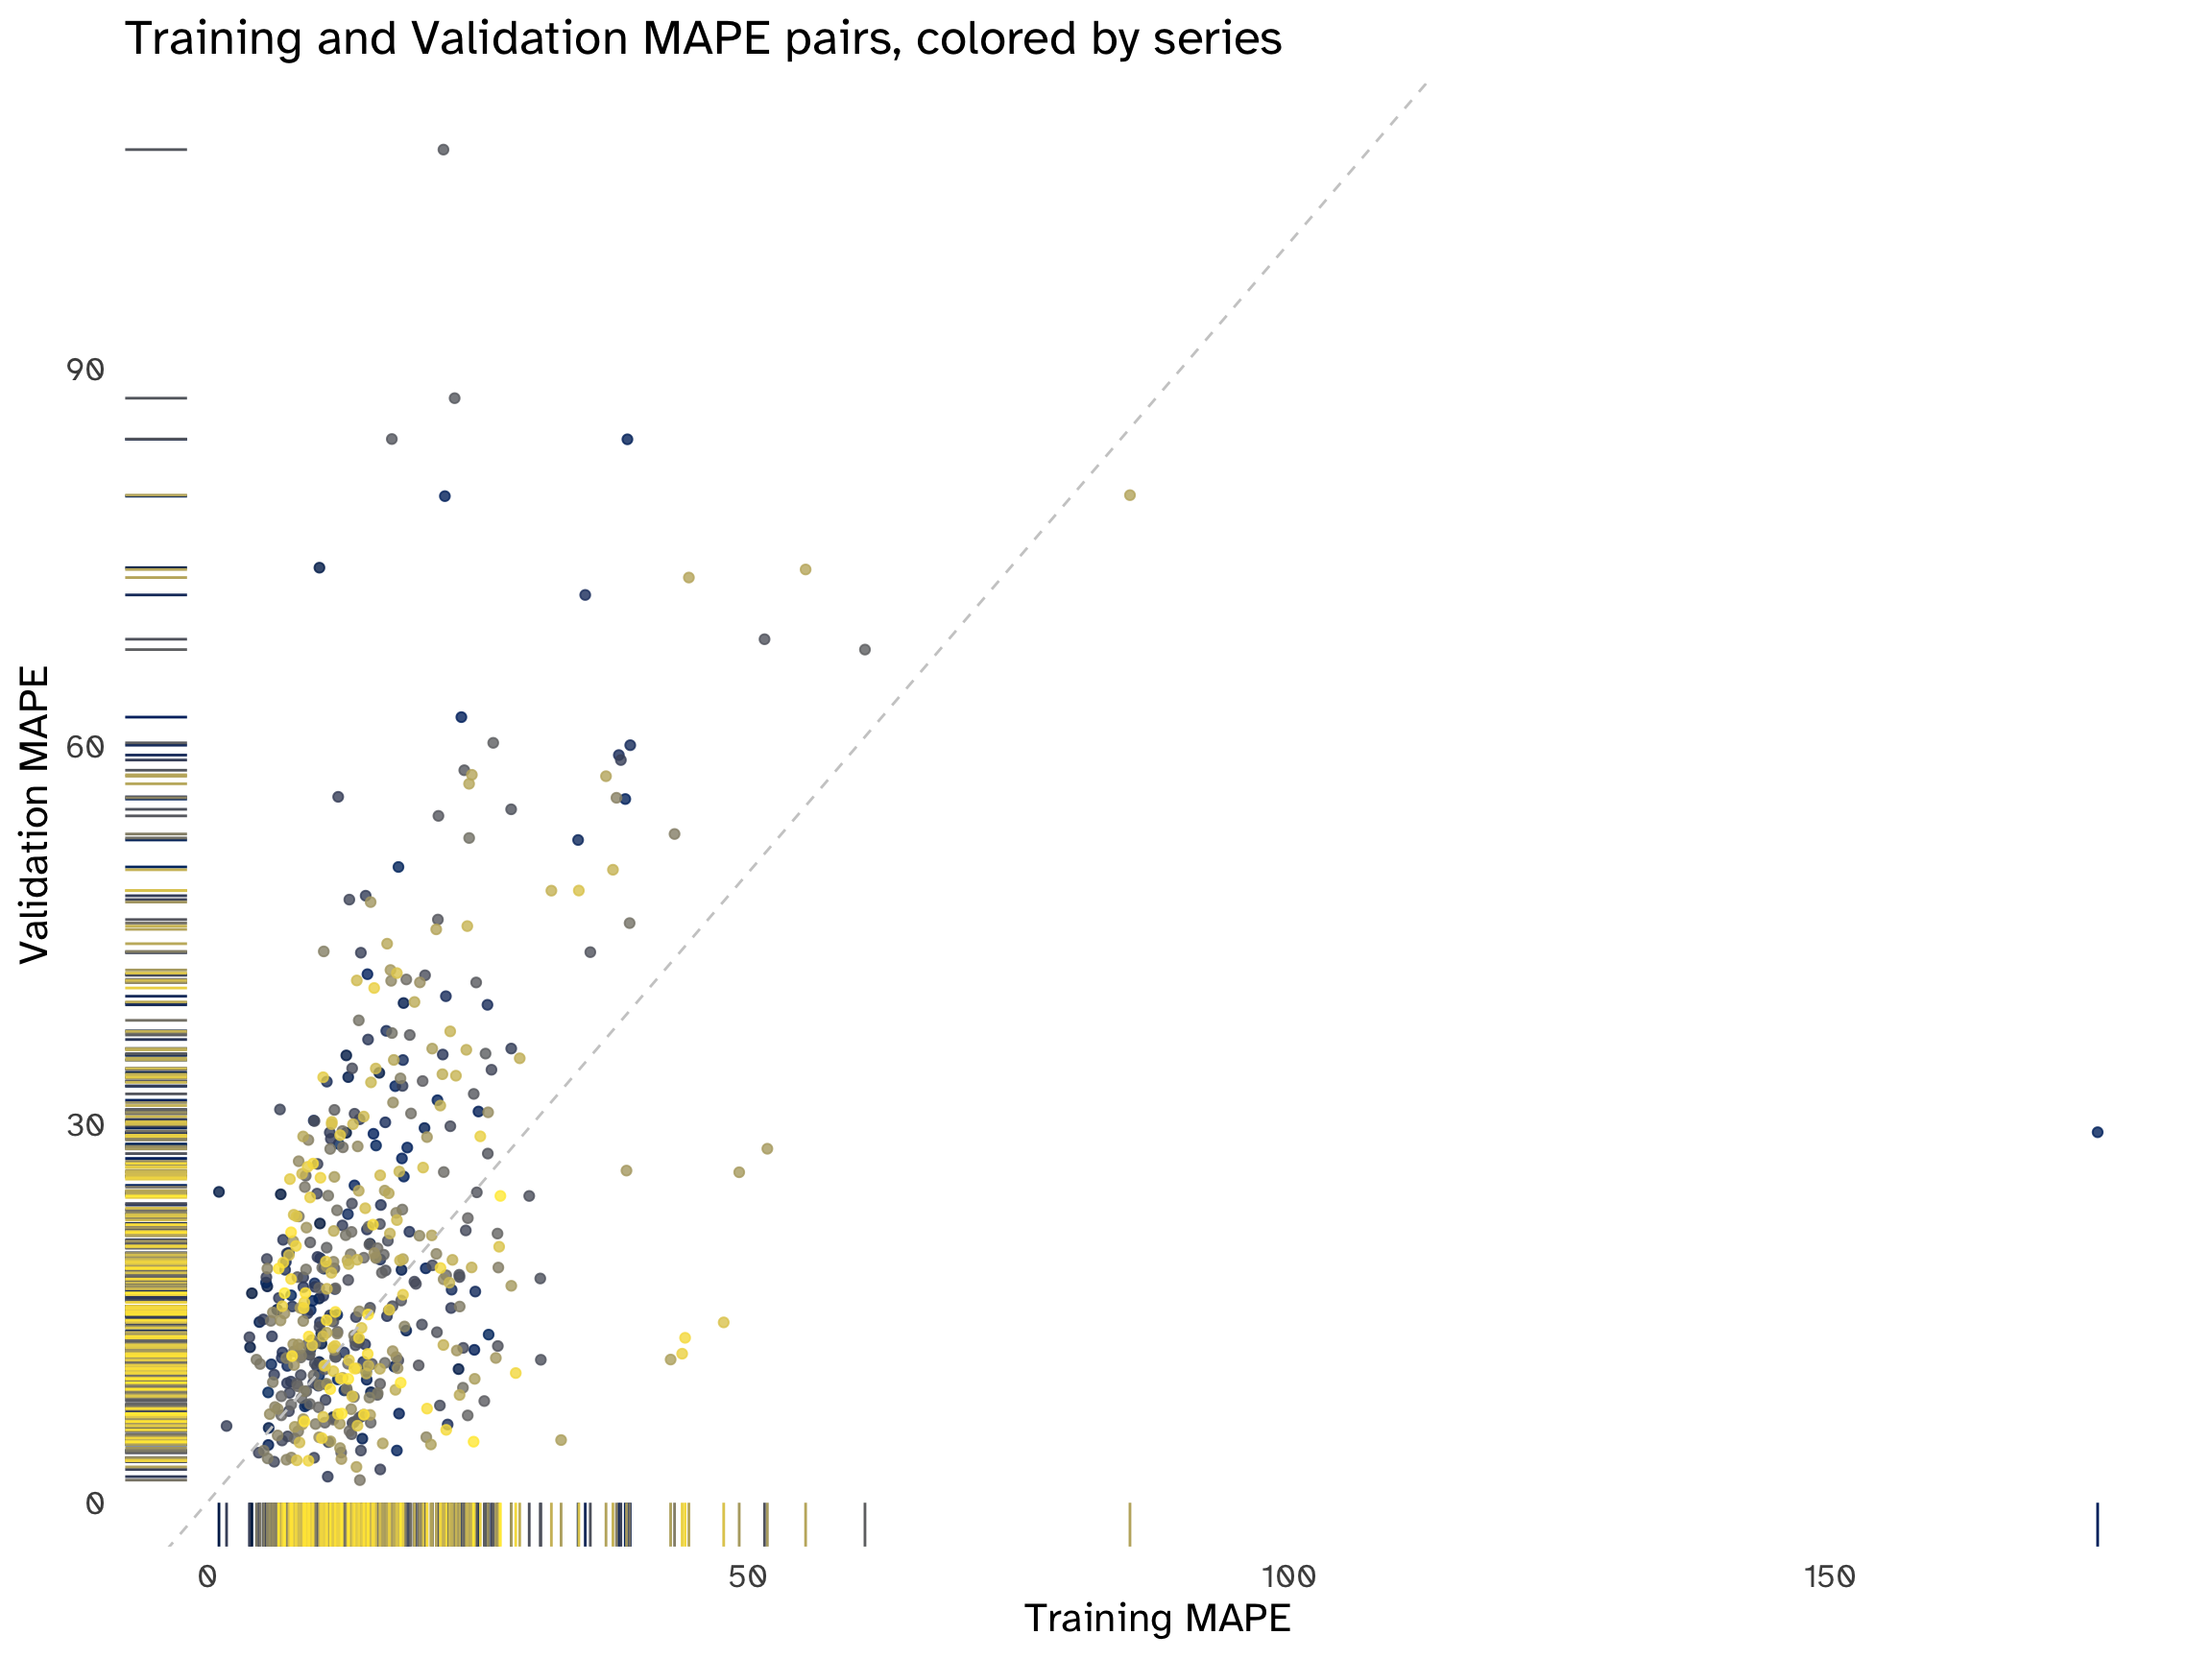 Training and Validation MAPE pairs, colored by series
Validation MAPE
90
60
30
0
0 50 100 150
Training MAPE